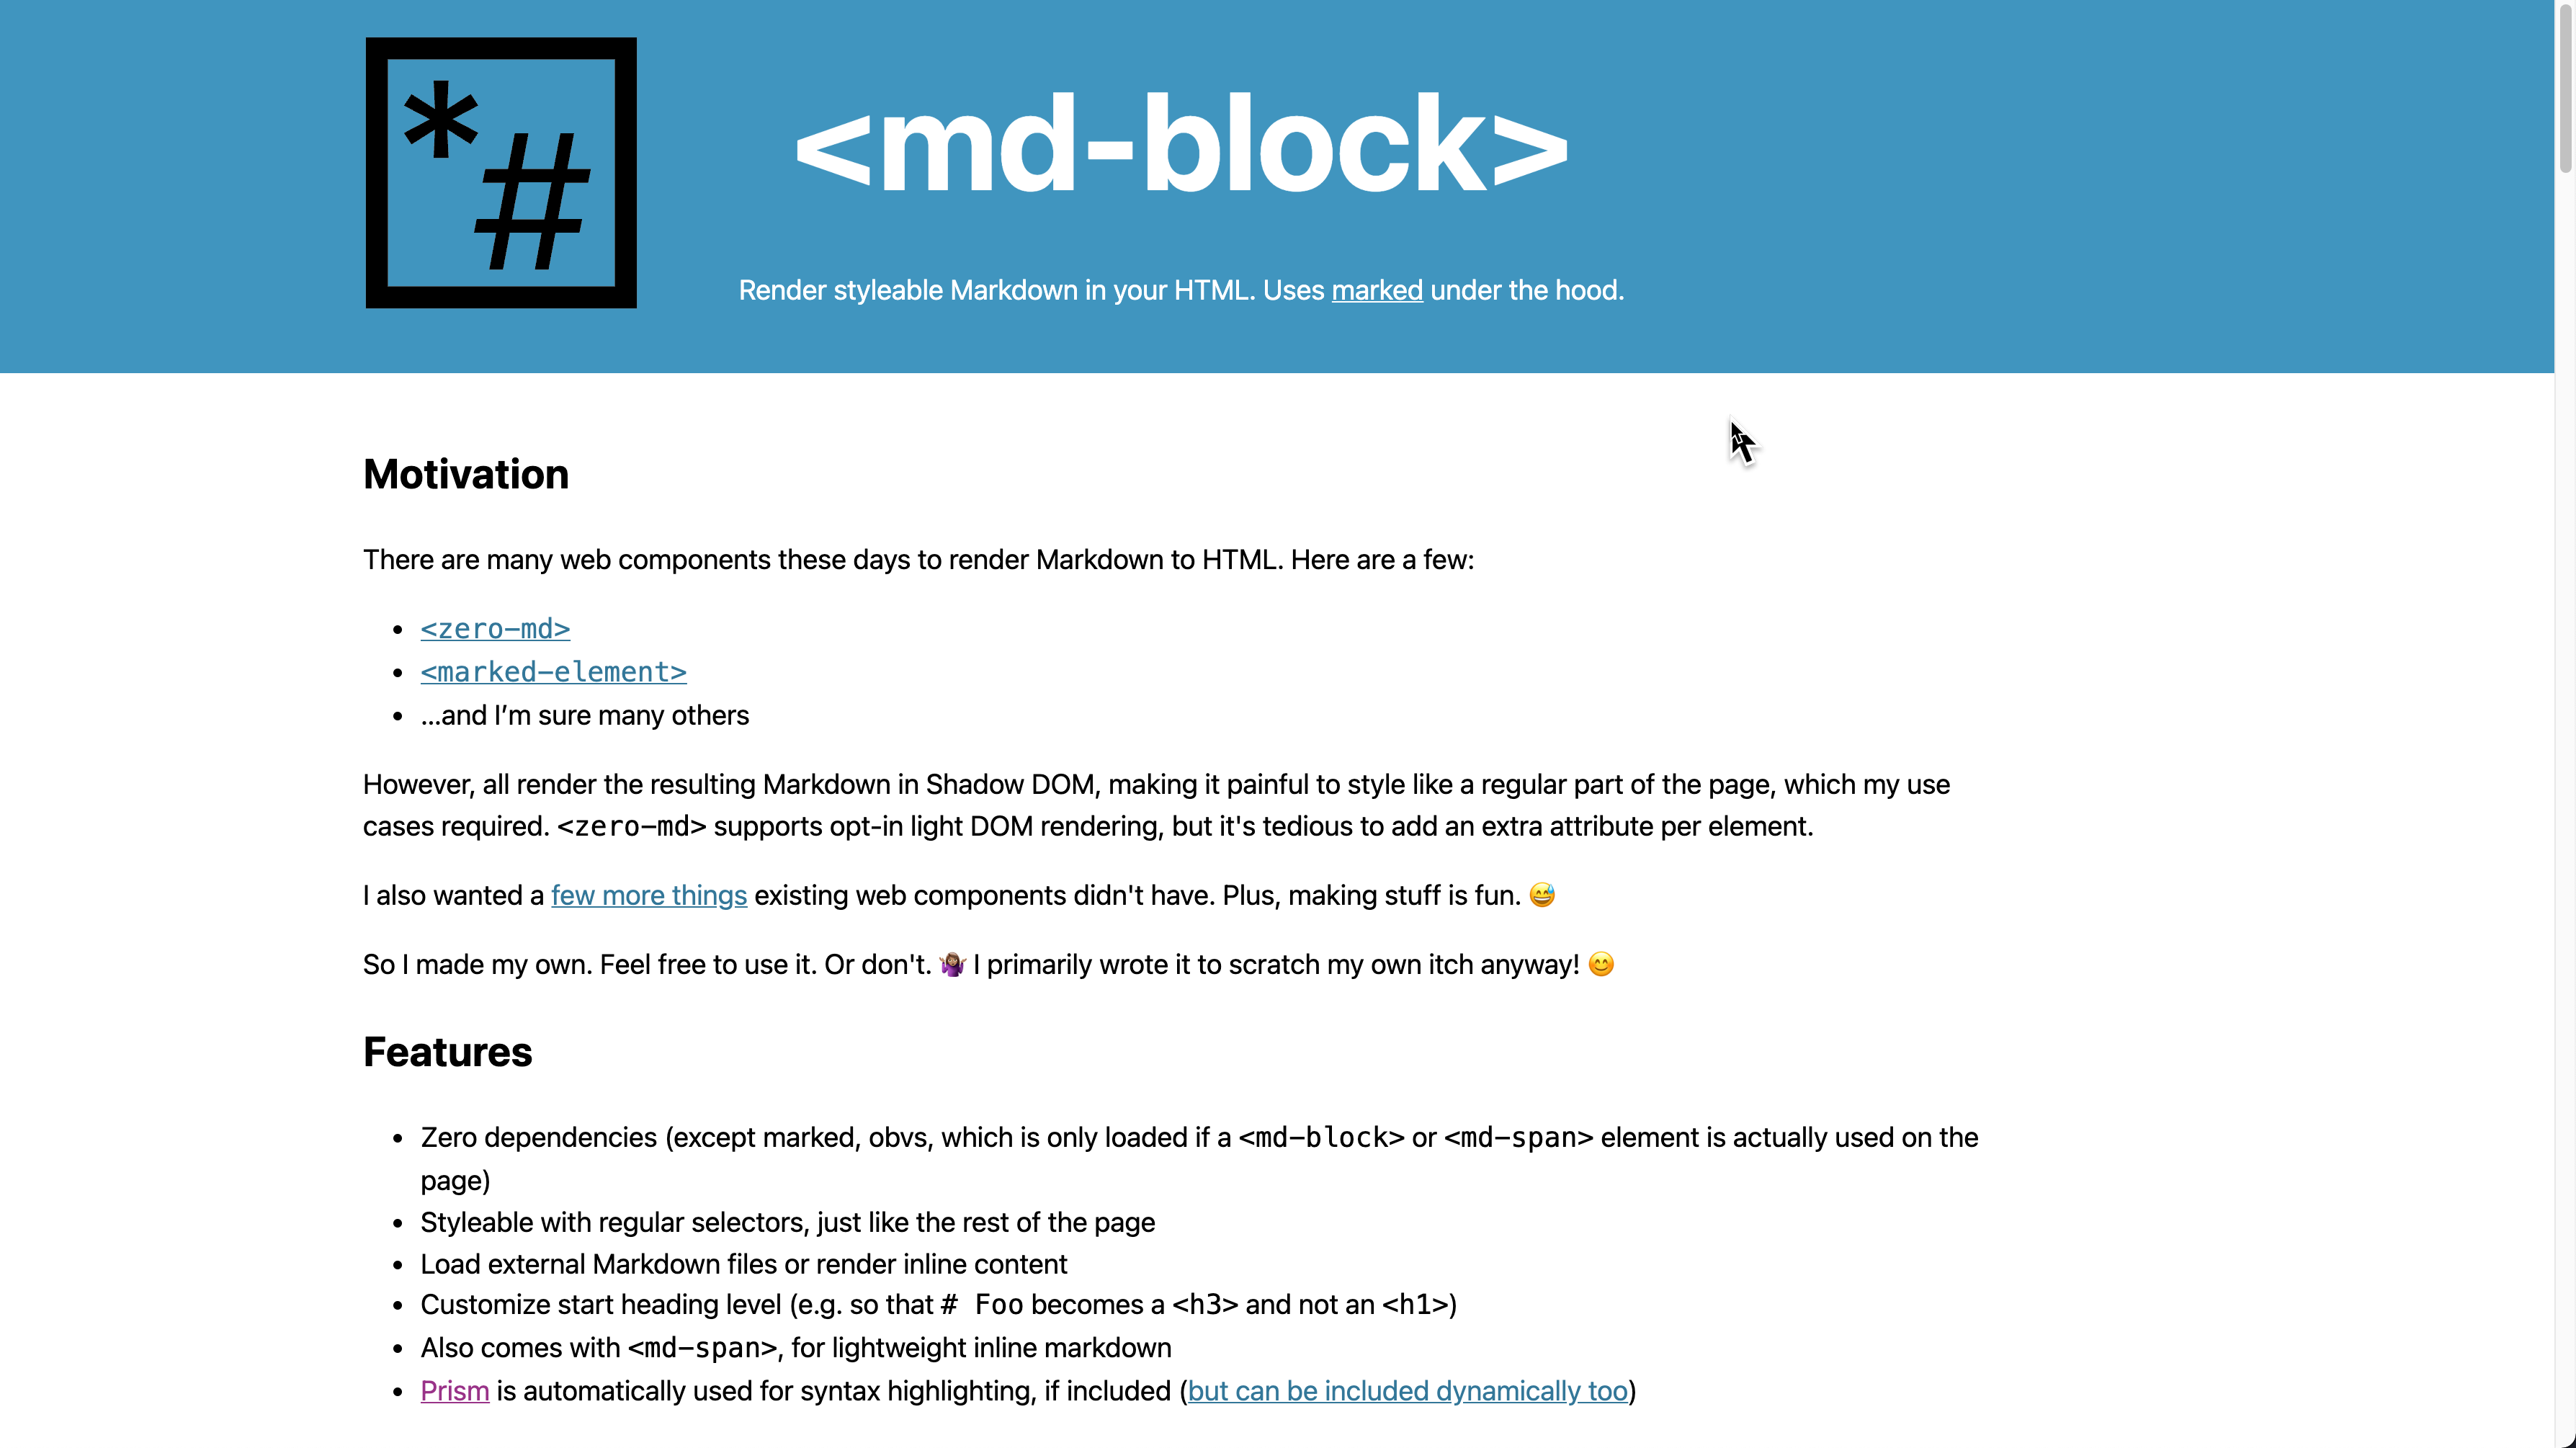 *#
<md-block>
Render styleable Markdown in your HTML. Uses marked under the hood.
Motivation
There are many web components these days to render Markdown to HTML. Here are a few:
• <zero-md>
• <marked-element>
• …and I’m sure many others
However, all render the resulting Markdown in Shadow DOM, making it painful to style like a regular part of the page, which my use
cases required. <zero-md> supports opt-in light DOM rendering, but it's tedious to add an extra attribute per element.
I also wanted a few more things existing web components didn't have. Plus, making stuff is fun. 😅
So I made my own. Feel free to use it. Or don't. 🤷🏽‍♀️ I primarily wrote it to scratch my own itch anyway! 😊
Features
• Zero dependencies (except marked, obvs, which is only loaded if a <md-block> or <md-span> element is actually used on the
page)
• Styleable with regular selectors, just like the rest of the page
• Load external Markdown files or render inline content
• Customize start heading level (e.g. so that # Foo becomes a <h3> and not an <h1>)
• Also comes with <md-span>, for lightweight inline markdown
• Prism is automatically used for syntax highlighting, if included (but can be included dynamically too)